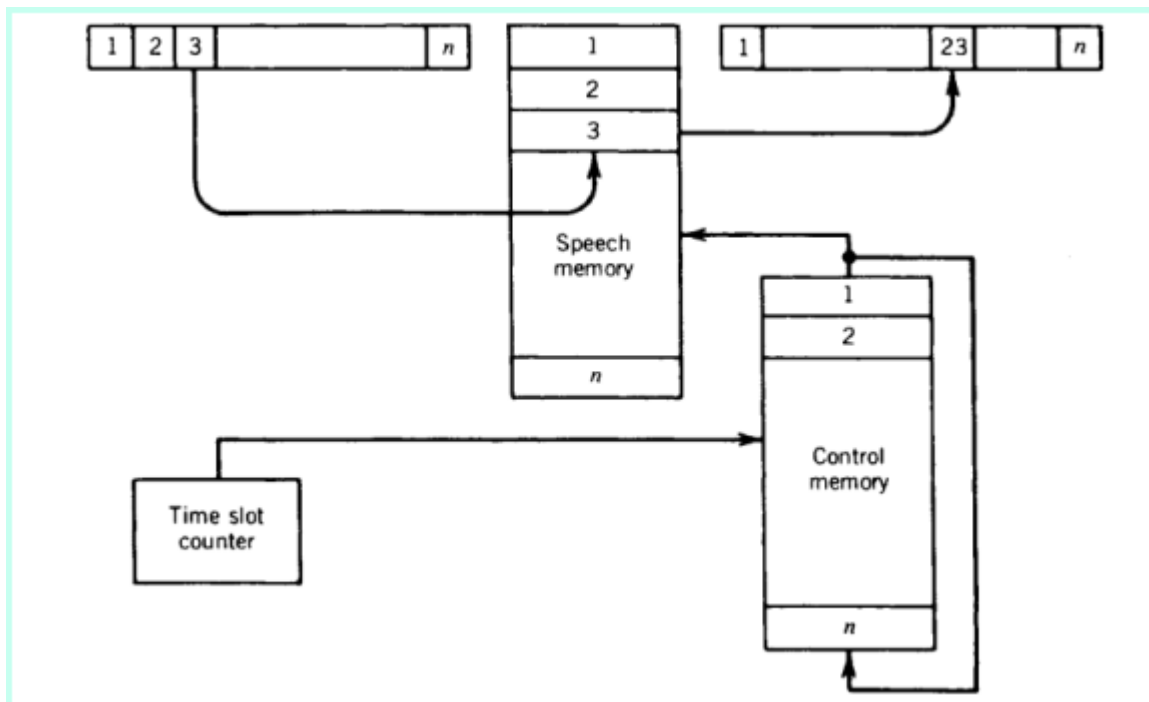 1 2 3 n
1
2
3
Speech
memory
n
1 23 n
1
2
Control
memory
n
Time slot
counter